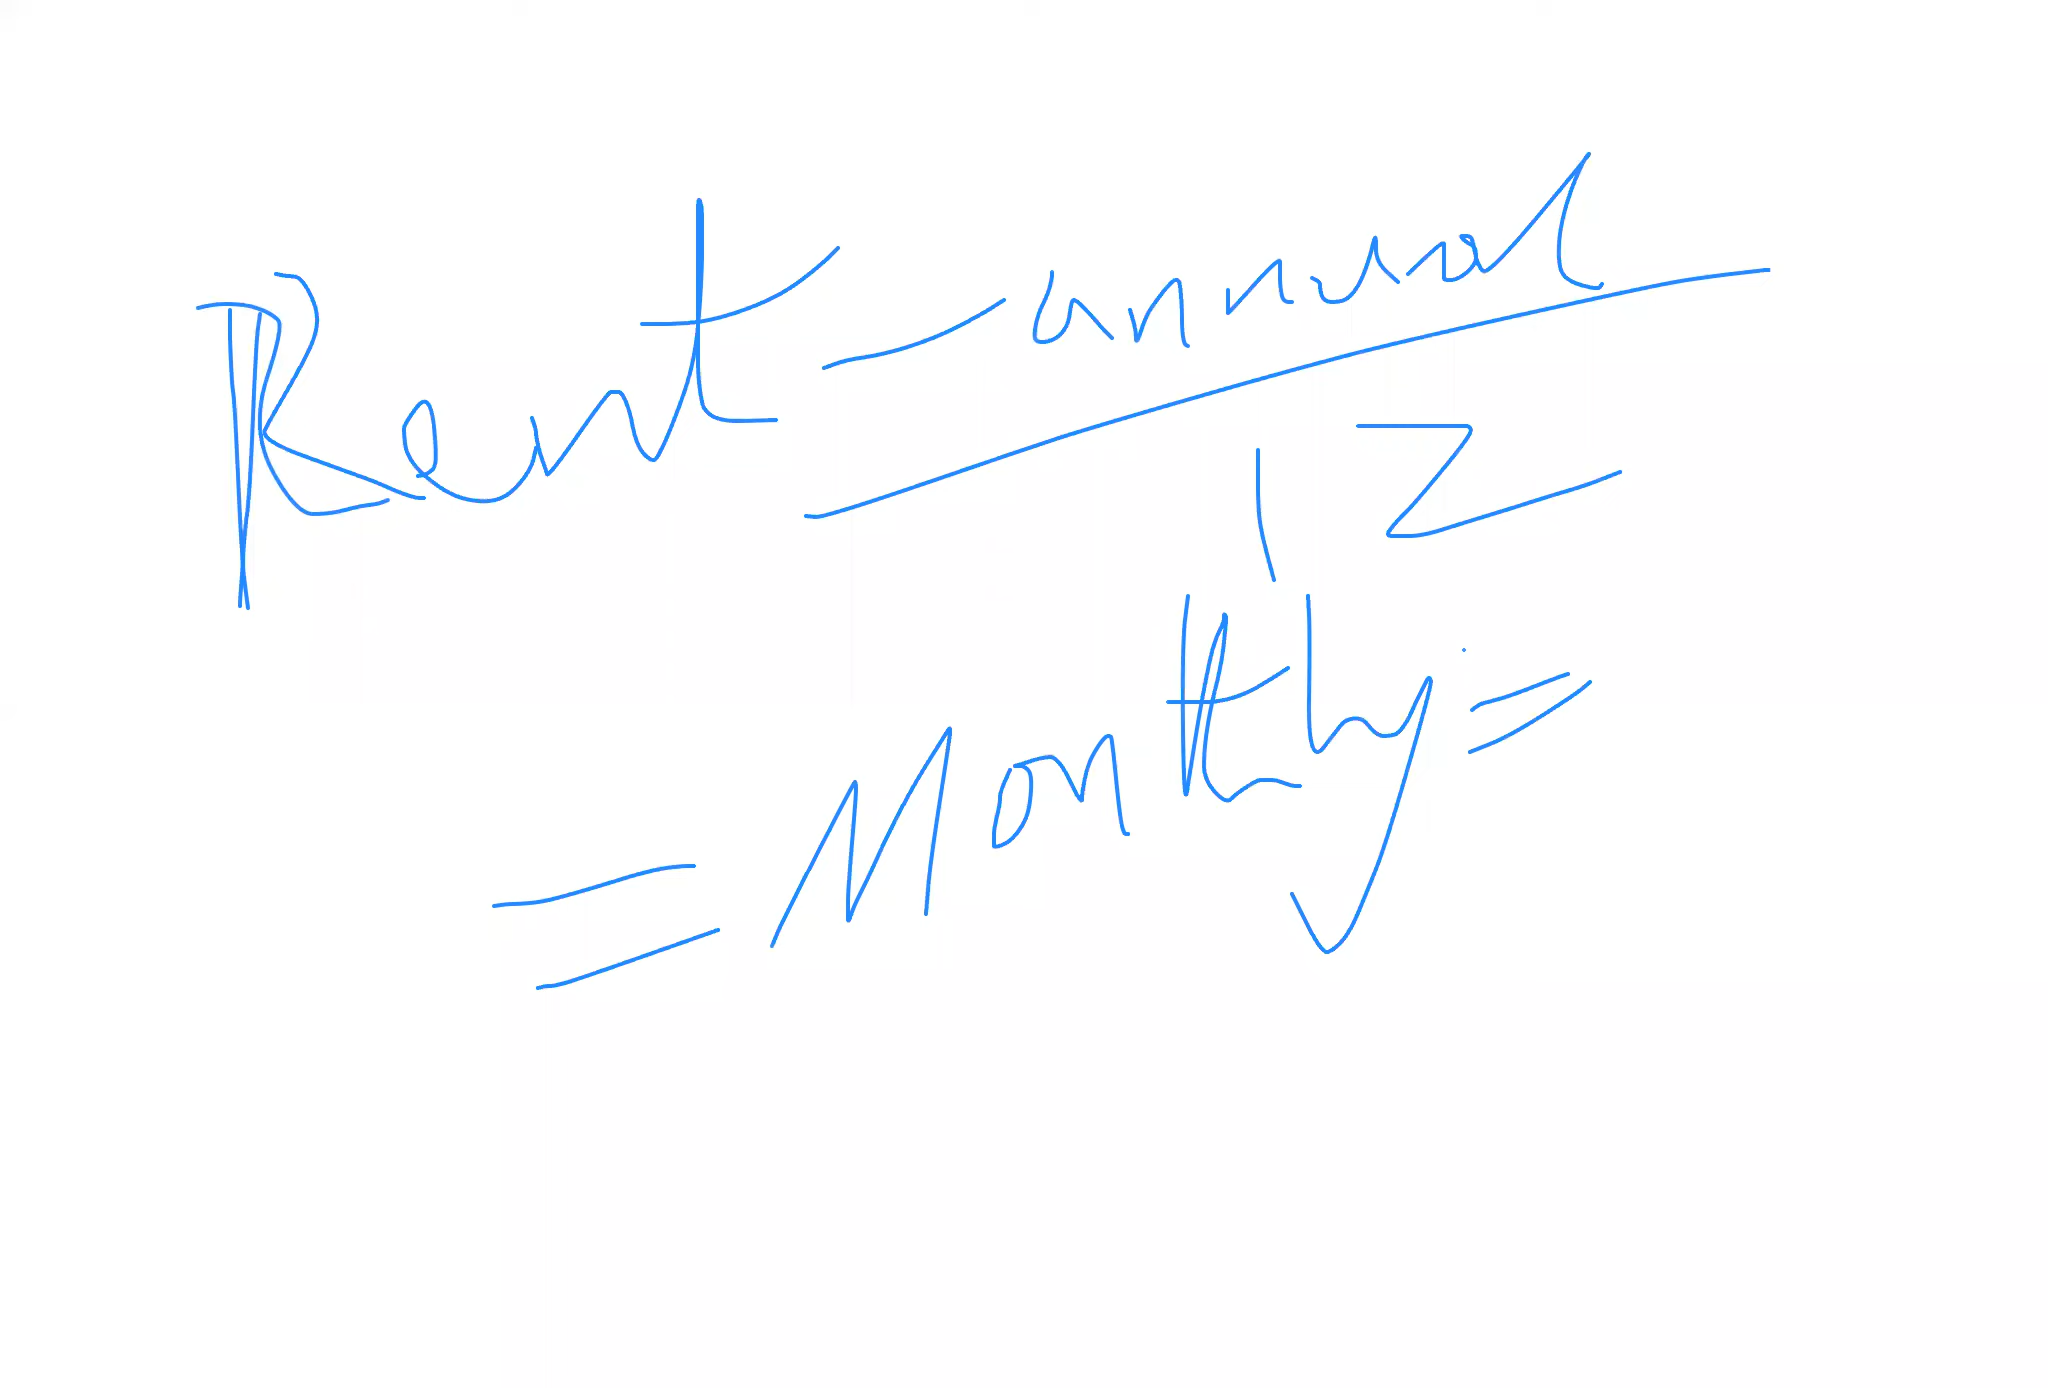 Rent - annual
12
= Monthly =